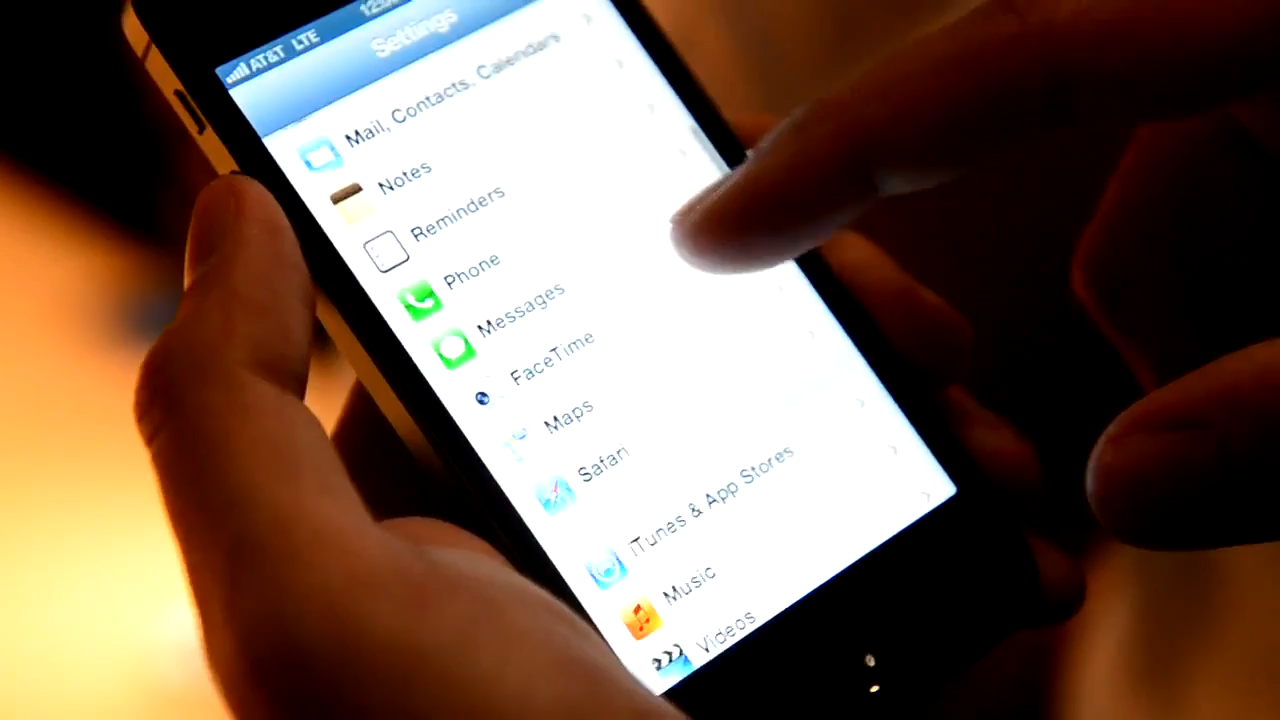 AT&T LTE
Settings
Mail, Contacts, Calendars
Notes
Reminders
Phone
Messages
FaceTime
Maps
Safari
iTunes & App Stores
Music
Videos